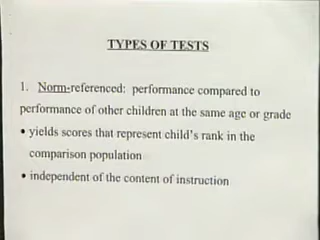 TYPES OF TESTS
1. Norm-referenced: performance compared to
performance of other children at the same age or grade
• yields scores that represent child's rank in the
comparison population
• independent of the content of instruction